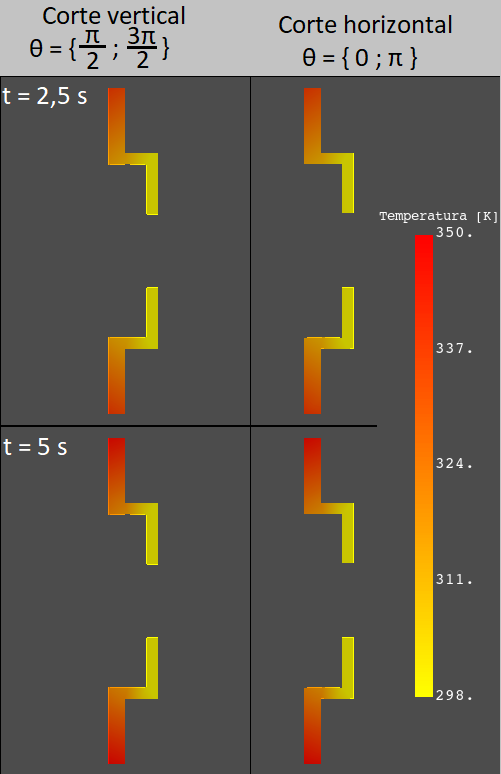 Corte vertical
θ = { π/2 ; 3π/2 }
Corte horizontal
θ = { 0 ; π }
t = 2,5 s
Temperatura [K]
350.
337.
324.
311.
298.
t = 5 s